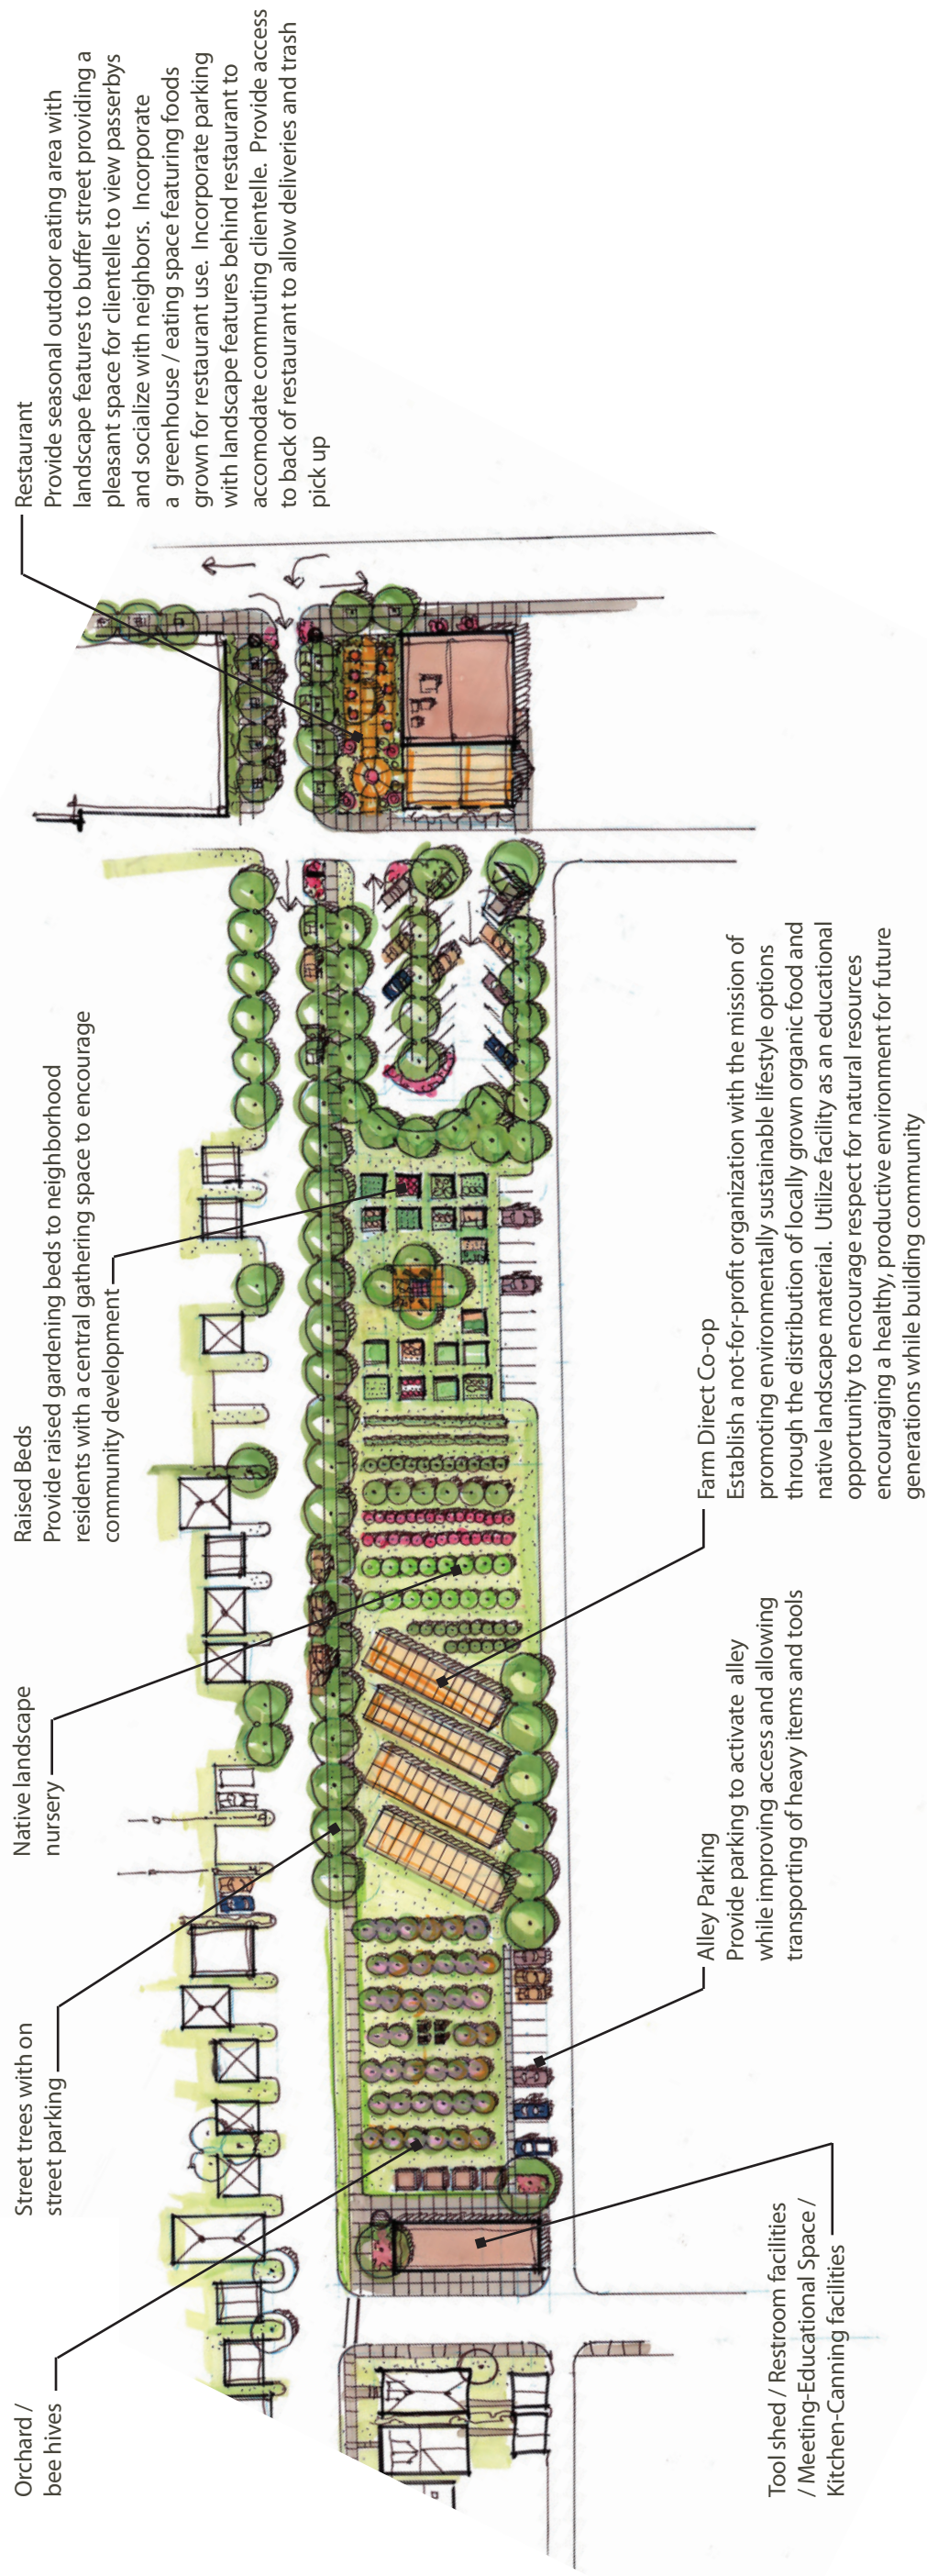 Orchard /
bee hives
Street trees with on
street parking
Native landscape
nursery
Raised Beds
Provide raised gardening beds to neighborhood
residents with a central gathering space to encourage
community development
Restaurant
Provide seasonal outdoor eating area with
landscape features to buffer street providing a
pleasant space for clientelle to view passerbys
and socialize with neighbors.  Incorporate
a  greenhouse / eating space featuring foods
grown for restaurant use.  Incorporate parking
with landscape features behind restaurant to
accomodate commuting clientelle.  Provide access
to back of restaurant to allow deliveries and trash
pick up
Tool shed / Restroom facilities
/ Meeting-Educational Space /
Kitchen-Canning facilities
Alley Parking
Provide parking to activate  alley
while improving access and allowing
transporting of heavy items and tools
Farm Direct Co-op
Establish a not-for-profit organization with the mission of
promoting environmentally sustainable lifestyle options
through the distribution of locally grown organic food and
native landscape material.  Utilize facility as an educational
opportunity to encourage respect for natural resources
encouraging a healthy, productive environment for future
generations while building community